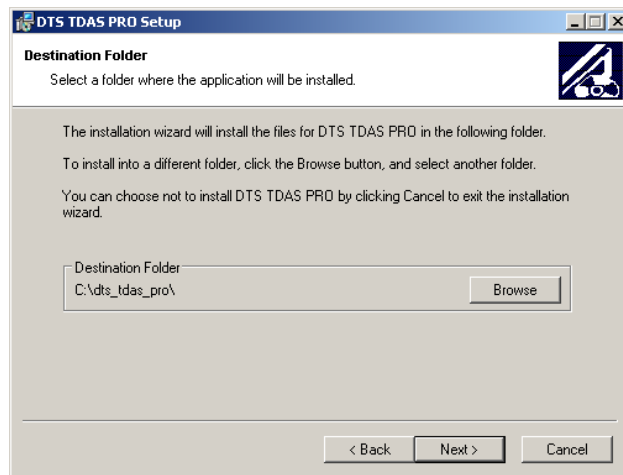 DTS TDAS PRO Setup
Destination Folder
Select a folder where the application will be installed.
The installation wizard will install the files for DTS TDAS PRO in the following folder.
To install into a different folder, click the Browse button, and select another folder.
You can choose not to install DTS TDAS PRO by clicking Cancel to exit the installation
wizard.
Destination Folder
C:\dts_tdas_pro\
Browse
< Back
Next >
Cancel